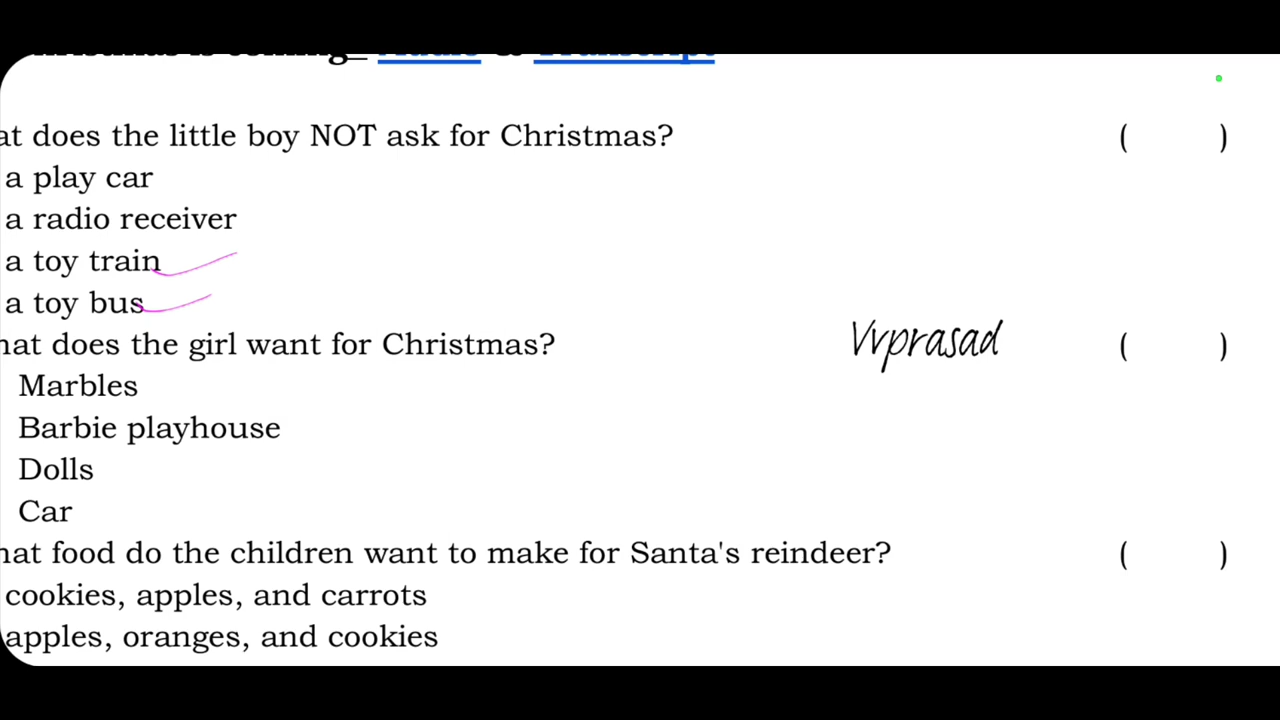 Audio & Transcript
at does the little boy NOT ask for Christmas? ( )
a play car
a radio receiver
a toy train
a toy bus
hat does the girl want for Christmas? Vvprasad ( )
Marbles
Barbie playhouse
Dolls
Car
hat food do the children want to make for Santa's reindeer? ( )
cookies, apples, and carrots
apples, oranges, and cookies